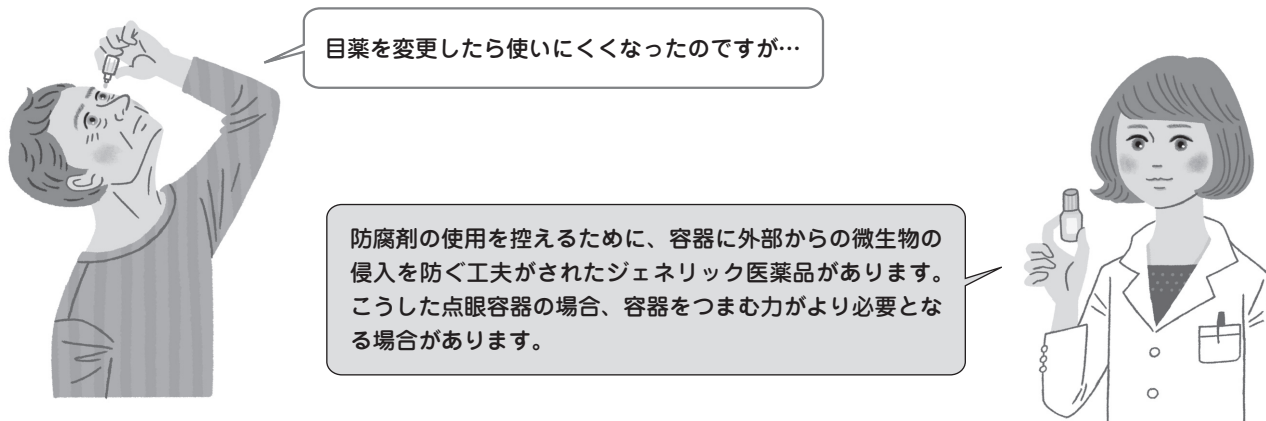 目薬を変更したら使いにくくなったのですが…
防腐剤の使用を控えるために、容器に外部からの微生物の
侵入を防ぐ工夫がされたジェネリック医薬品があります。
こうした点眼容器の場合、容器をつまむ力がより必要とな
る場合があります。